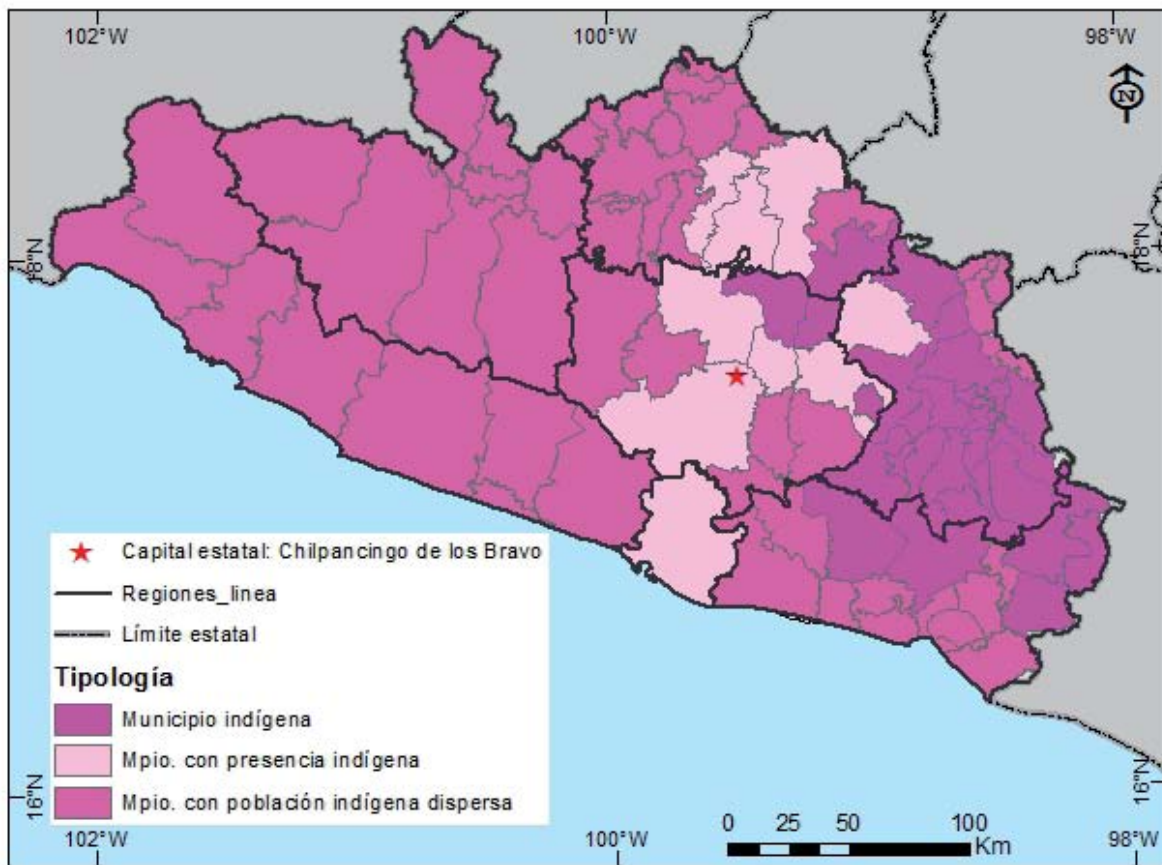 102°W 100°W 98°W
N
18°N 18°N
Capital estatal: Chilpancingo de los Bravo
Regiones_linea
Límite estatal
Tipología
Municipio indígena
Mpio. con presencia indígena
Mpio. con población indígena dispersa
16°N 16°N
0 25 50 100
Km
102°W 100°W 98°W